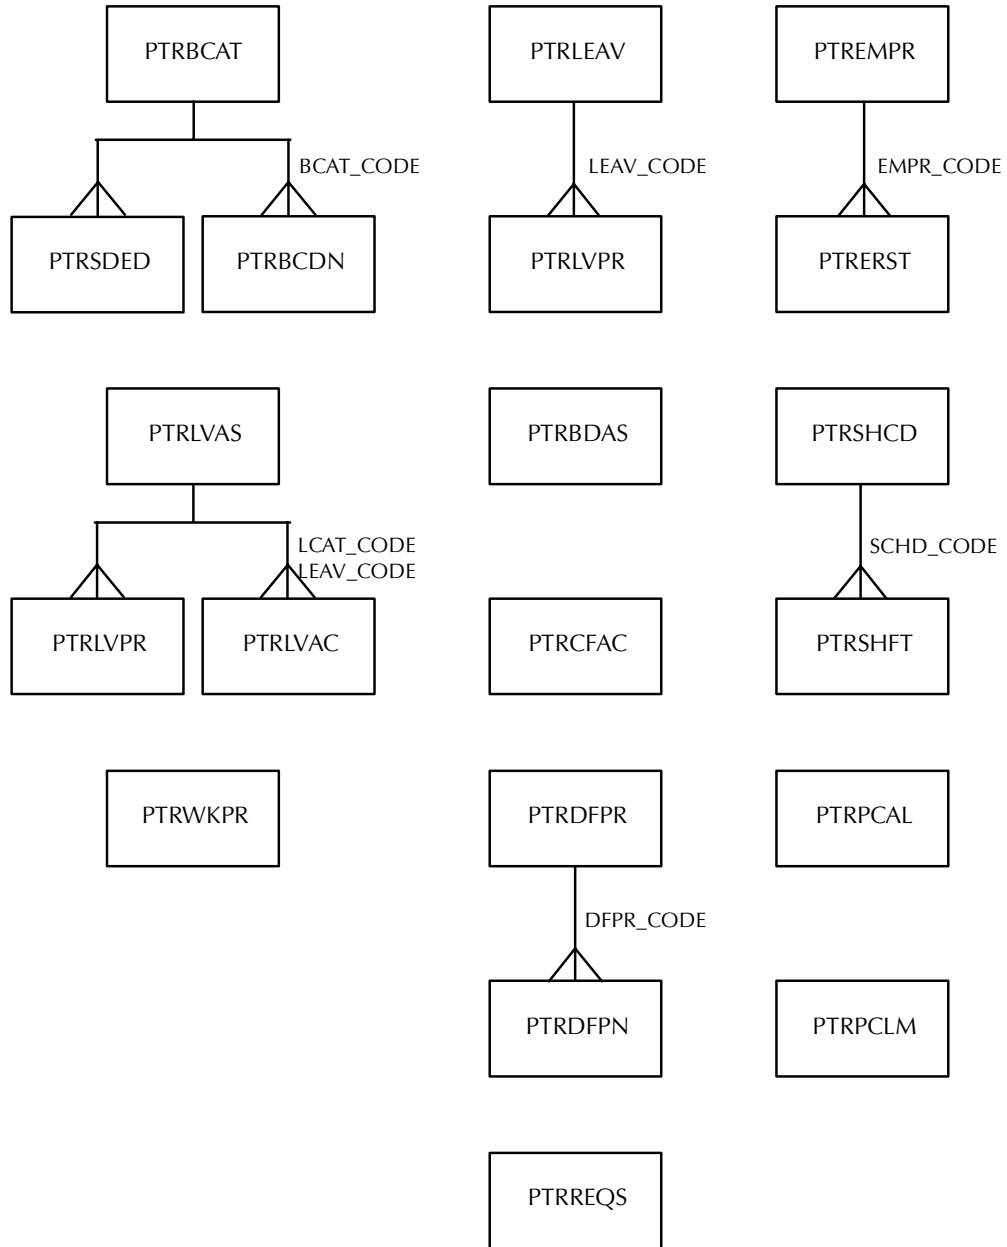 PTRBCAT
PTRLEAV
PTREMPR
BCAT_CODE
LEAV_CODE
EMPR_CODE
PTRSDED
PTRBCDN
PTRLVPR
PTRERST
PTRLVAS
PTRBDAS
PTRSHCD
LCAT_CODE
LEAV_CODE
SCHD_CODE
PTRLVPR
PTRLVAC
PTRCFAC
PTRSHFT
PTRWKPR
PTRDFPR
PTRPCAL
DFPR_CODE
PTRDFPN
PTRPCLM
PTRREQS